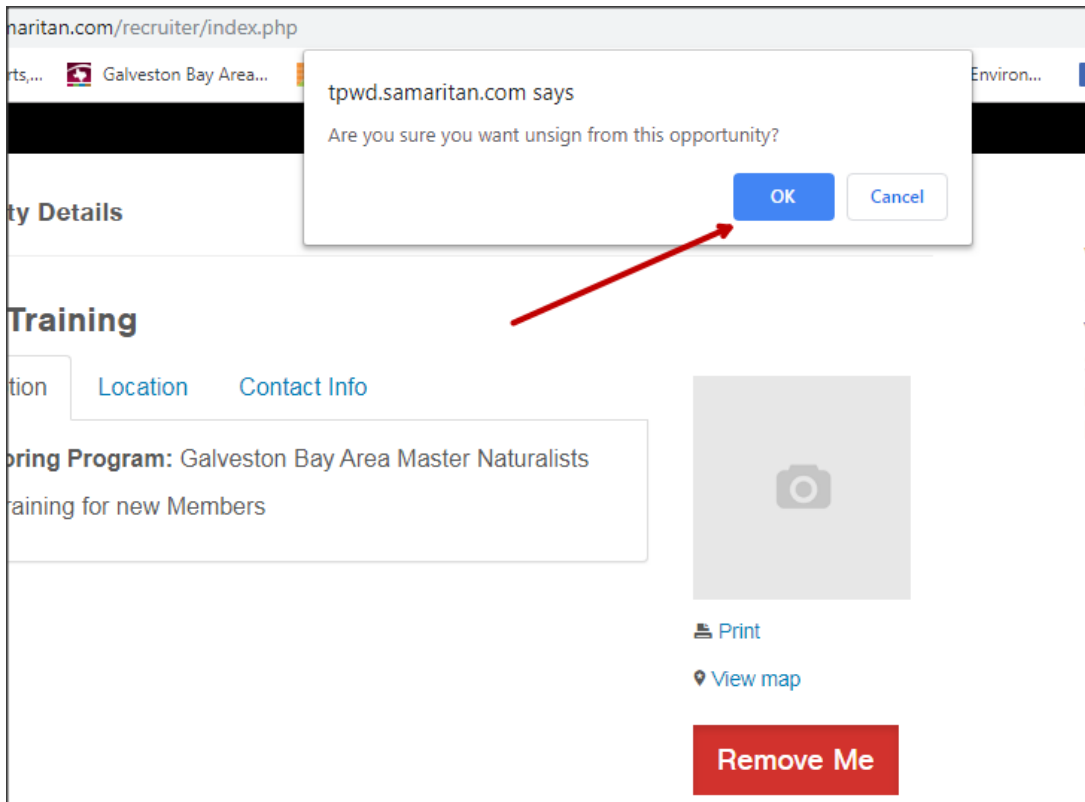 naritan.com/recruiter/index.php
rts,... Galveston Bay Area... Environ...
tpwd.samaritan.com says
Are you sure you want unsign from this opportunity?
OK Cancel
ty Details
Training
tion Location Contact Info
oring Program: Galveston Bay Area Master Naturalists
raining for new Members
Print
View map
Remove Me